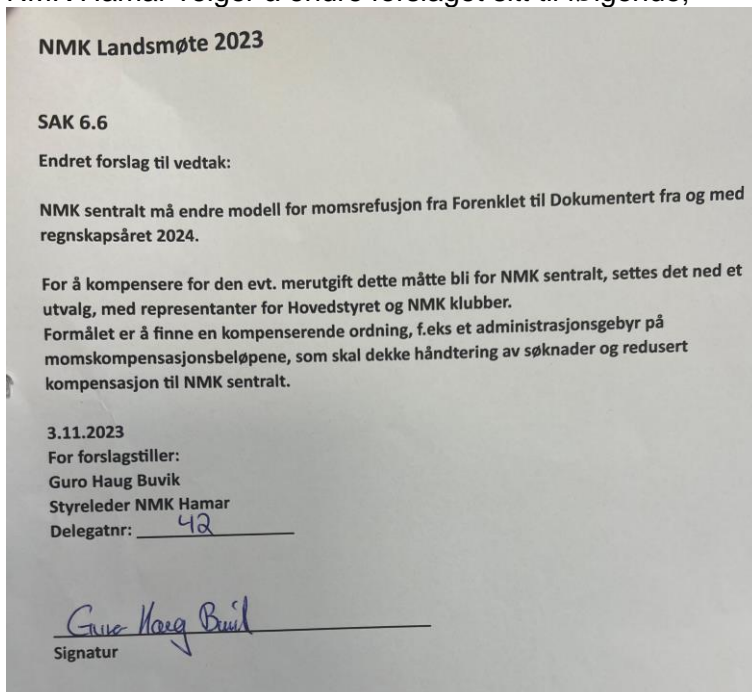 NMK Hamar velger å endre forslaget sitt til følgende;
NMK Landsmøte 2023
SAK 6.6
Endret forslag til vedtak:
NMK sentralt må endre modell for momsrefusjon fra Forenklet til Dokumentert fra og med
regnskapsåret 2024.
For å kompensere for den evt. merutgift dette måtte bli for NMK sentralt, settes det ned et
utvalg, med representanter for Hovedstyret og NMK klubber.
Formålet er å finne en kompenserende ordning, f.eks et administrasjonsgebyr på
momskompensasjonsbeløpene, som skal dekke håndtering av søknader og redusert
kompensasjon til NMK sentralt.
3.11.2023
For forslagstiller:
Guro Haug Buvik
Styreleder NMK Hamar
Delegatnr: 42
Guro Haug Buvik
Signatur